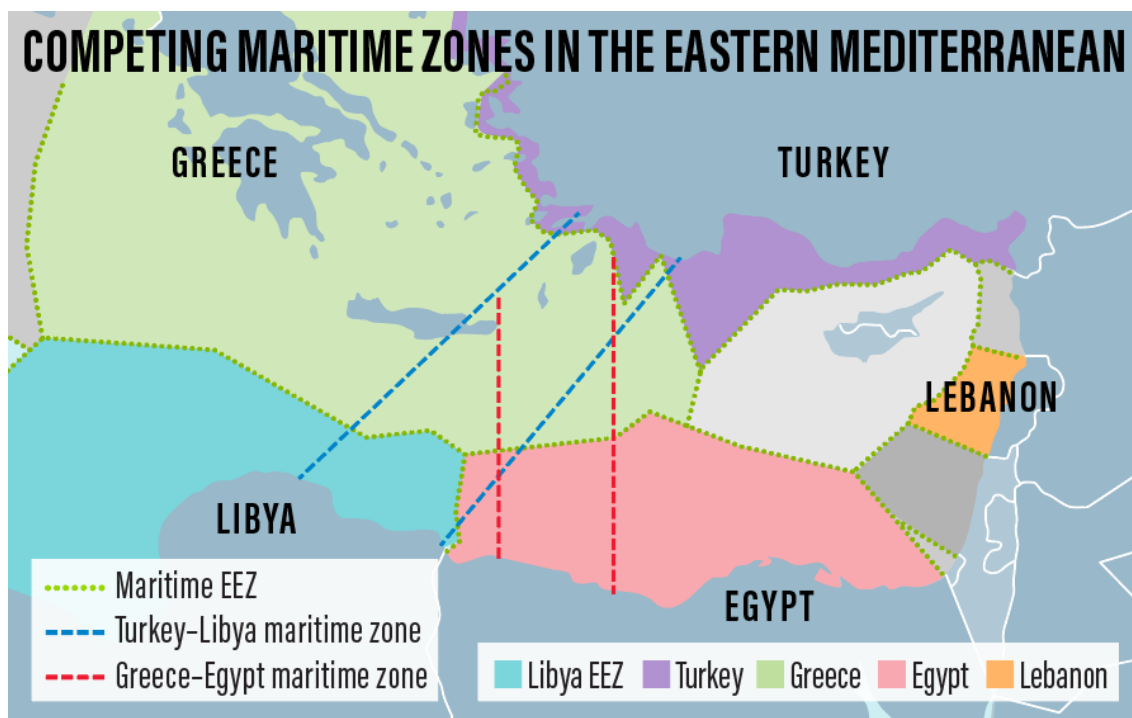 COMPETING MARITIME ZONES IN THE EASTERN MEDITERRANEAN
GREECE
TURKEY
LEBANON
LIBYA
EGYPT
Maritime EEZ
Turkey–Libya maritime zone
Greece–Egypt maritime zone
Libya EEZ
Turkey
Greece
Egypt
Lebanon